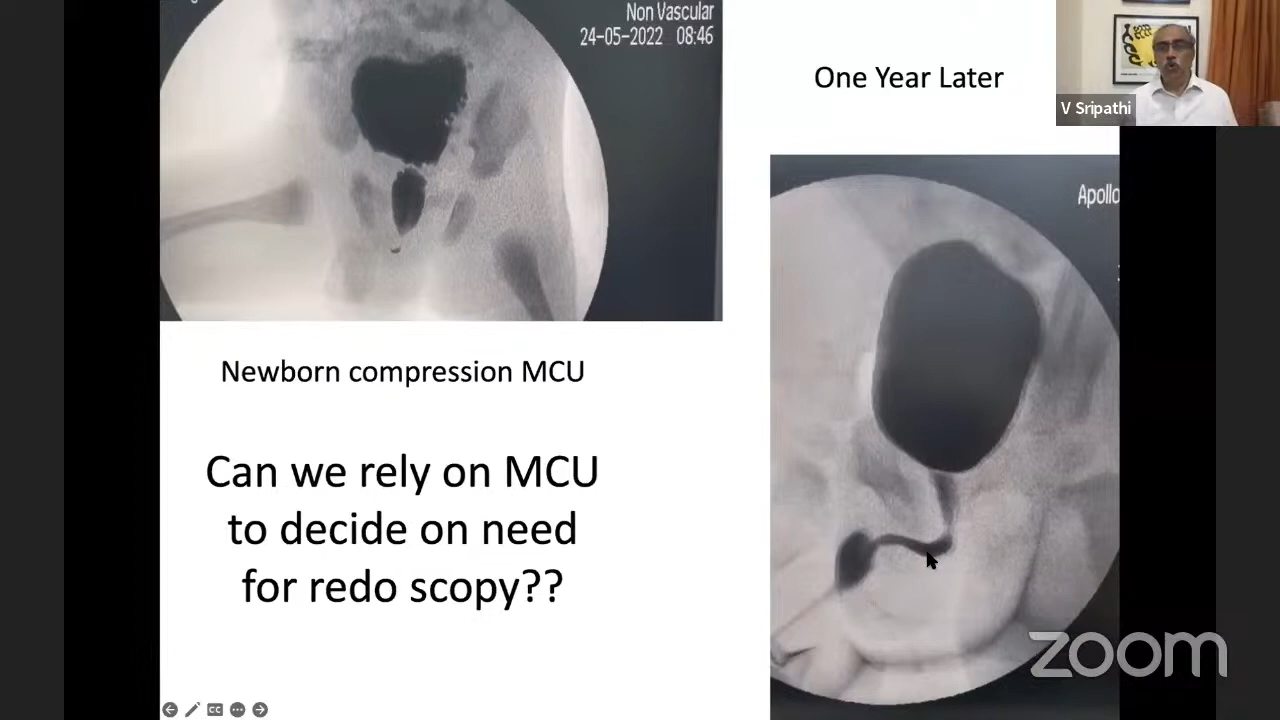 Non Vascular
24-05-2022 08:46
One Year Later
V Sripathi
Apollo
Newborn compression MCU
Can we rely on MCU
to decide on need
for redo scopy??
zoom
CC